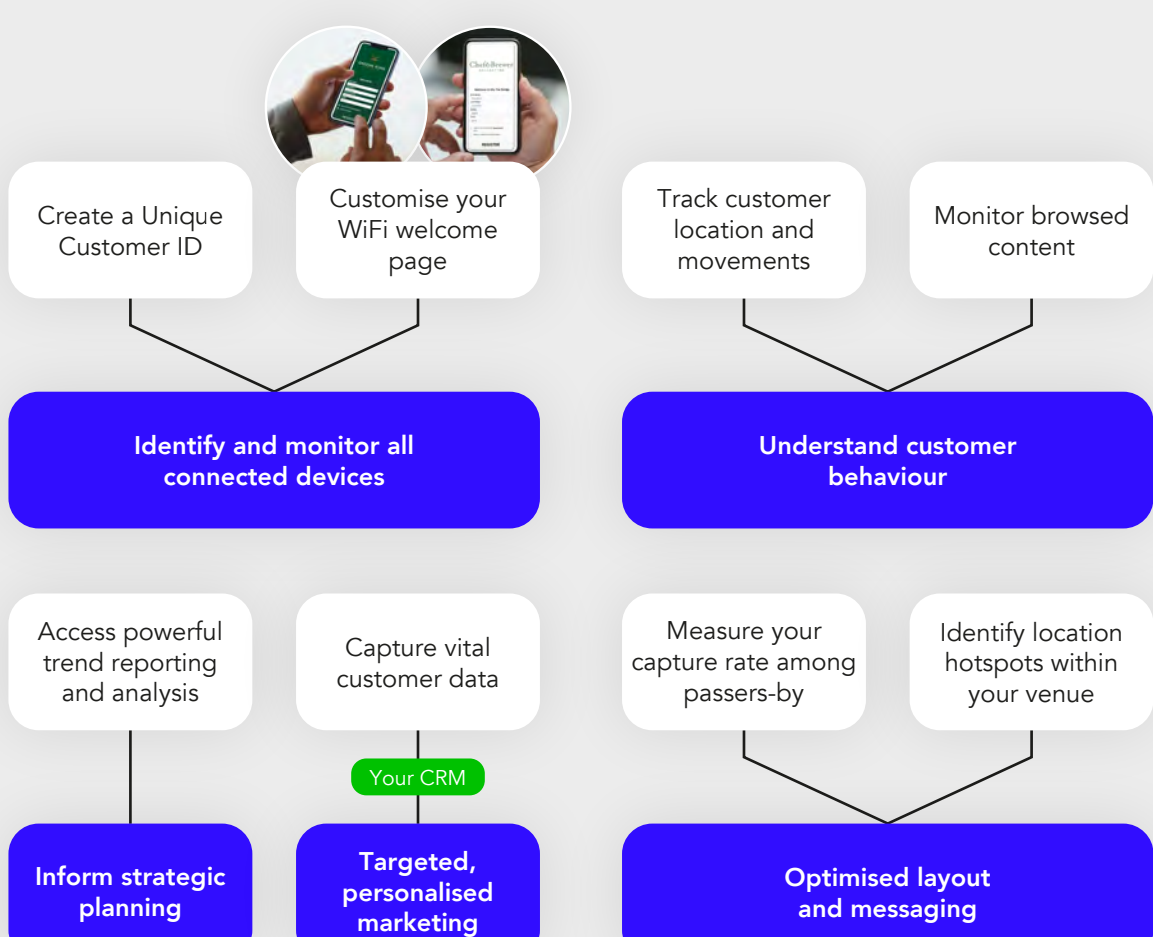 Chef&Brewer
REGISTER
Create a Unique
Customer ID
Customise your
WiFi welcome
page
Track customer
location and
movements
Monitor browsed
content
Identify and monitor all
connected devices
Understand customer
behaviour
Access powerful
trend reporting
and analysis
Capture vital
customer data
Measure your
capture rate among
passers-by
Identify location
hotspots within
your venue
Your CRM
Inform strategic
planning
Targeted,
personalised
marketing
Optimised layout
and messaging